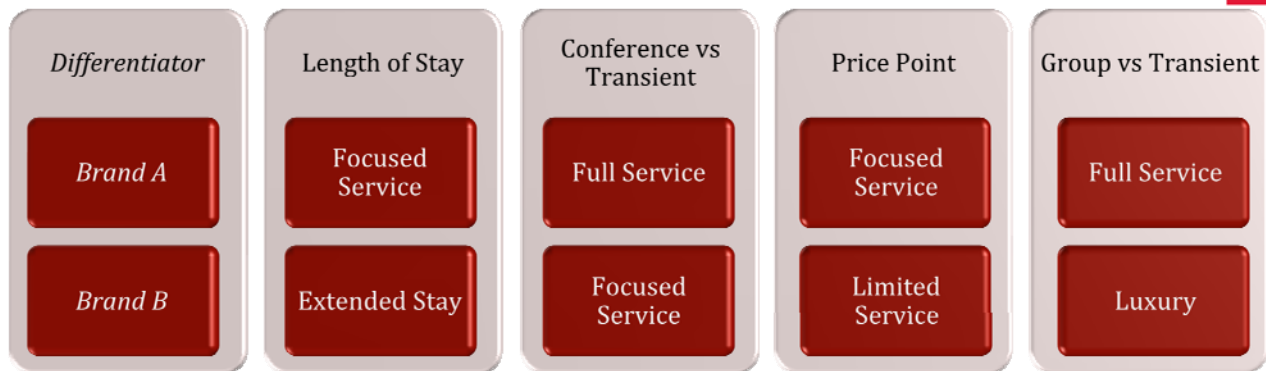 Differentiator
Brand A
Brand B
Length of Stay
Focused
Service
Extended Stay
Conference vs
Transient
Full Service
Focused
Service
Price Point
Focused
Service
Limited
Service
Group vs Transient
Full Service
Luxury